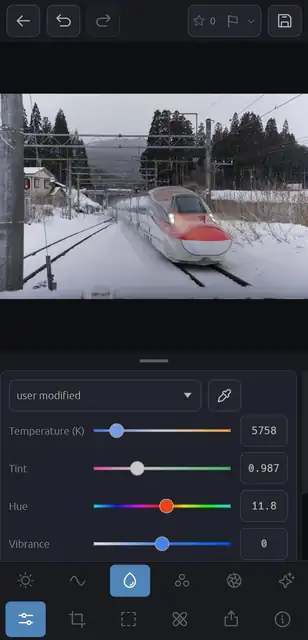 0
user modified
Temperature (K) 5758
Tint 0.987
Hue 11.8
Vibrance 0